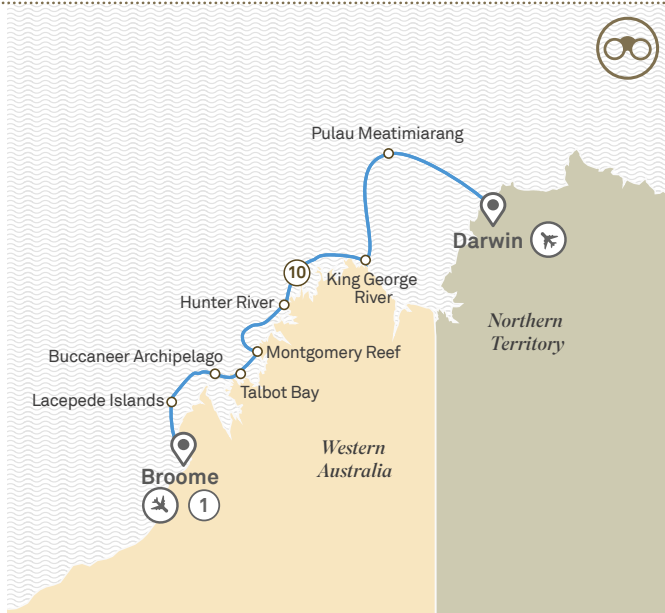 Pulau Meatimiarang
Darwin
10
King George
River
Hunter River
Northern
Territory
Buccaneer Archipelago
Montgomery Reef
Talbot Bay
Lacepede Islands
Western
Australia
Broome
1